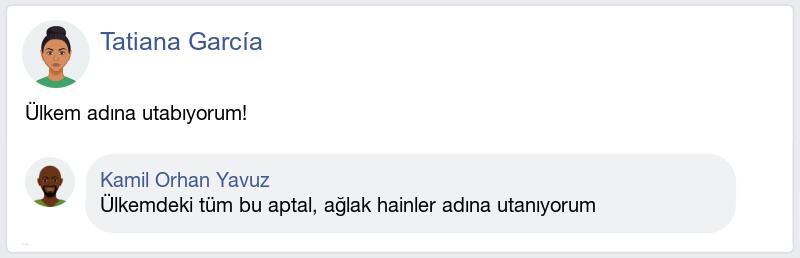 Tatiana García
Ülkem adına utabıyorum!
Kamil Orhan Yavuz
Ülkemdeki tüm bu aptal, ağlak hainler adına utanıyorum